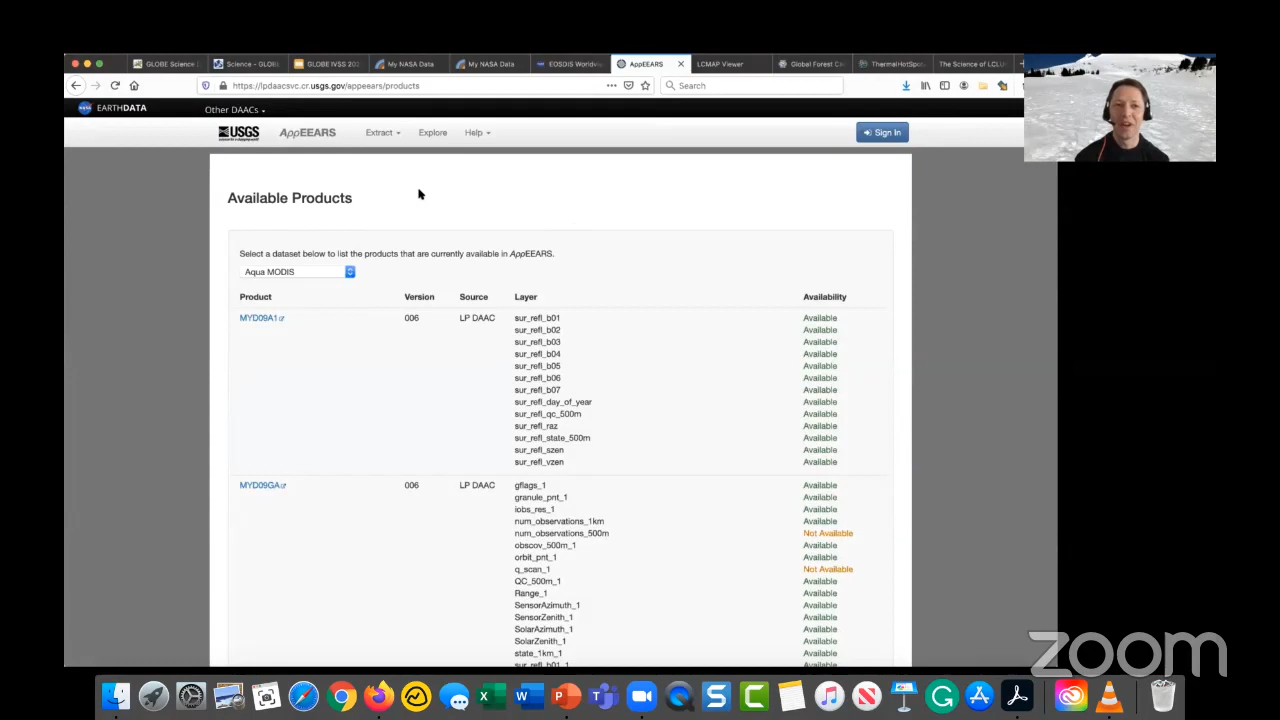 GLOBE Science
Science - GLOBE
GLOBE IVSS 202
My NASA Data
My NASA Data
EOSDIS Worldvi
AppEEARS
LCMAP Viewer
Global Forest C
ThermalHotSpo
The Science of LCLU
https://lpdaacsvc.cr.usgs.gov/appeears/products
Search
EARTHDATA
Other DAACs
USGS
AppEEARS
Extract
Explore
Help
Sign In
Available Products
Select a dataset below to list the products that are currently available in AppEEARS.
Aqua MODIS
Product Version Source Layer Availability
MYD09A1 006 LP DAAC sur_refl_b01 Available
sur_refl_b02 Available
sur_refl_b03 Available
sur_refl_b04 Available
sur_refl_b05 Available
sur_refl_b06 Available
sur_refl_b07 Available
sur_refl_day_of_year Available
sur_refl_qc_500m Available
sur_refl_raz Available
sur_refl_state_500m Available
sur_refl_szen Available
sur_refl_vzen Available
MYD09GA 006 LP DAAC gflags_1 Available
granule_pnt_1 Available
iobs_res_1 Available
num_observations_1km Available
num_observations_500m Not Available
obscov_500m_1 Available
orbit_pnt_1 Available
q_scan_1 Not Available
QC_500m_1 Available
Range_1 Available
SensorAzimuth_1 Available
SensorZenith_1 Available
SolarAzimuth_1 Available
SolarZenith_1 Available
state_1km_1 Available
sur_refl_b01_1 Available
zoom